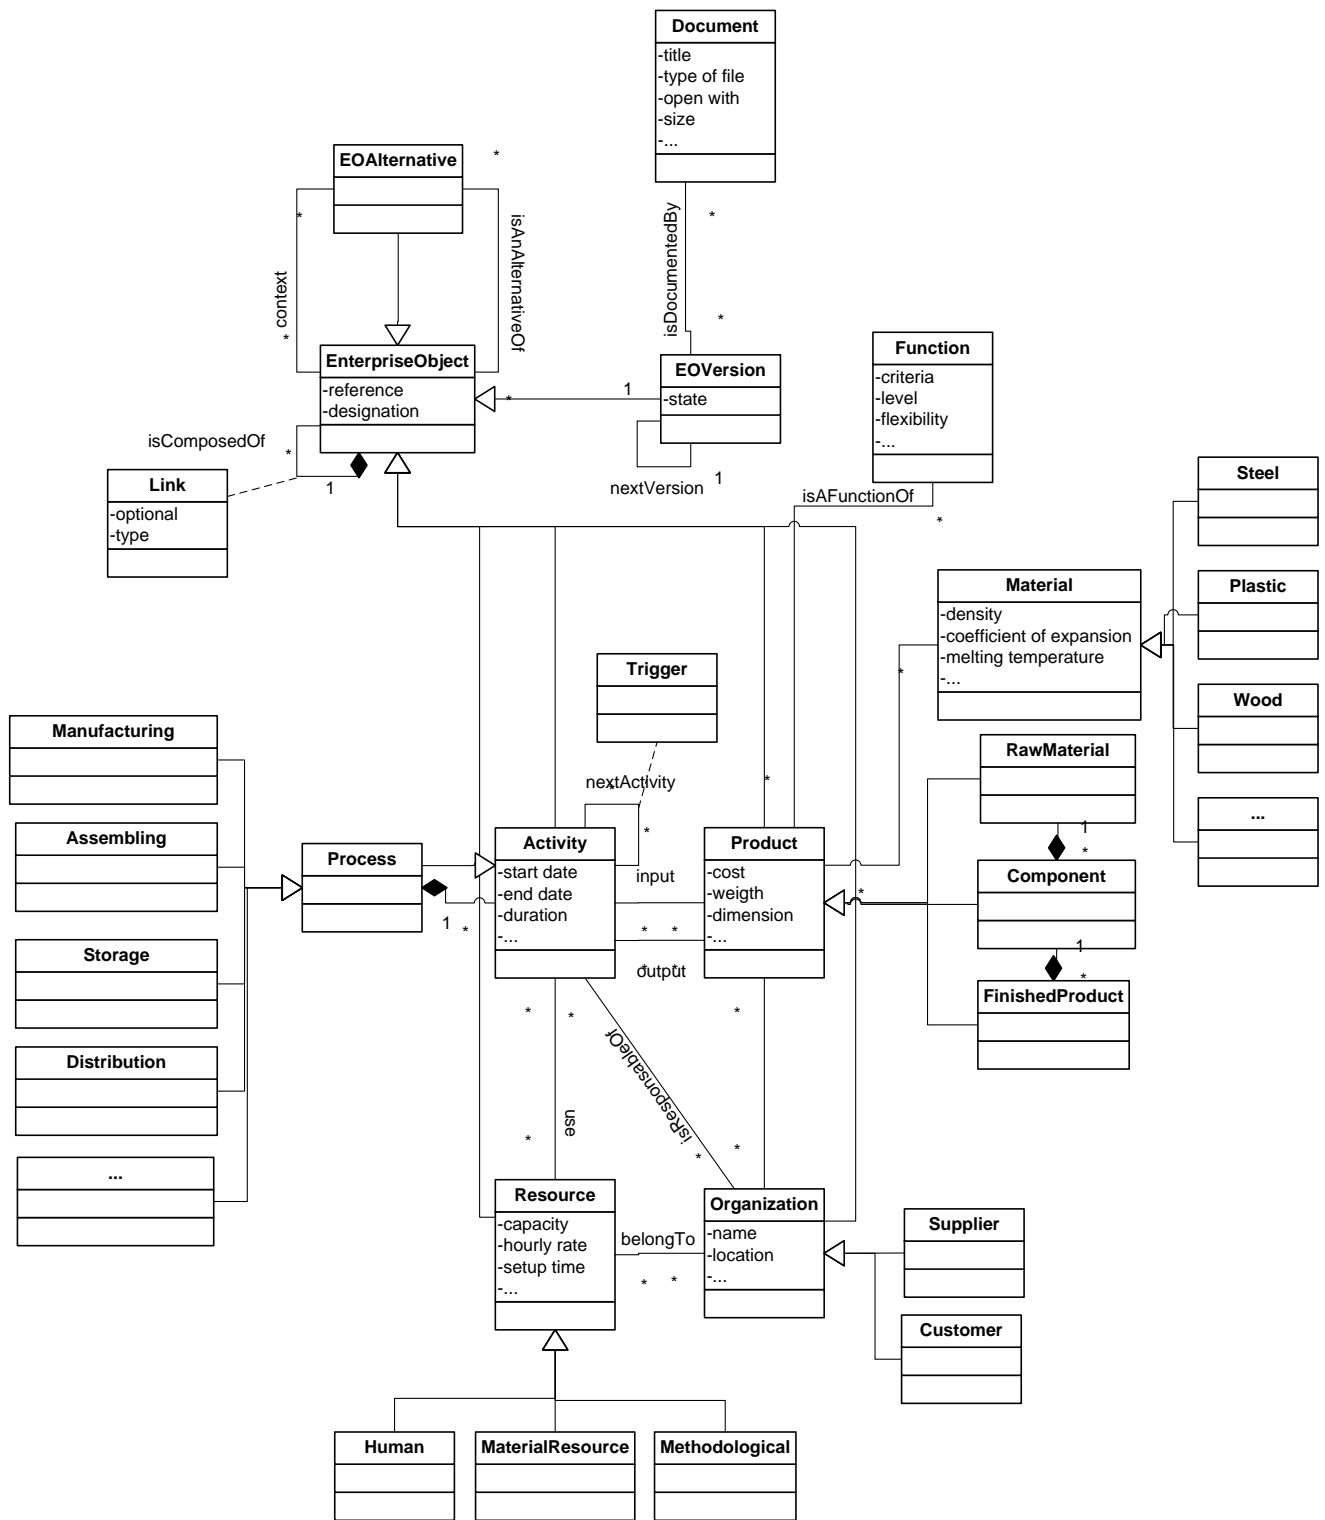 Document
-title
-type of file
-open with
-size
-...
EOAlternative
*
*
isAnAlternativeOf
context
*
isDocumentedBy
*
*
EnterpriseObject
-reference
-designation
*
1
EOVersion
-state
1
nextVersion
Function
-criteria
-level
-flexibility
-...
isComposedOf
*
1
Link
-optional
-type
isAFunctionOf
*
Steel
Plastic
Wood
...
Material
-density
-coefficient of expansion
-melting temperature
-...
*
Trigger
nextActivity
*
*
*
Manufacturing
Assembling
Storage
Distribution
...
Process
1
*
Activity
-start date
-end date
-duration
-...
input
*
*
*
*
output
Product
-cost
-weigth
-dimension
-...
*
RawMaterial
1
*
Component
1
*
FinishedProduct
*
*
*
isResponsableOf
use
*
*
*
Resource
-capacity
-hourly rate
-setup time
-...
belongTo
*
*
Organization
-name
-location
-...
Supplier
Customer
Human
MaterialResource
Methodological